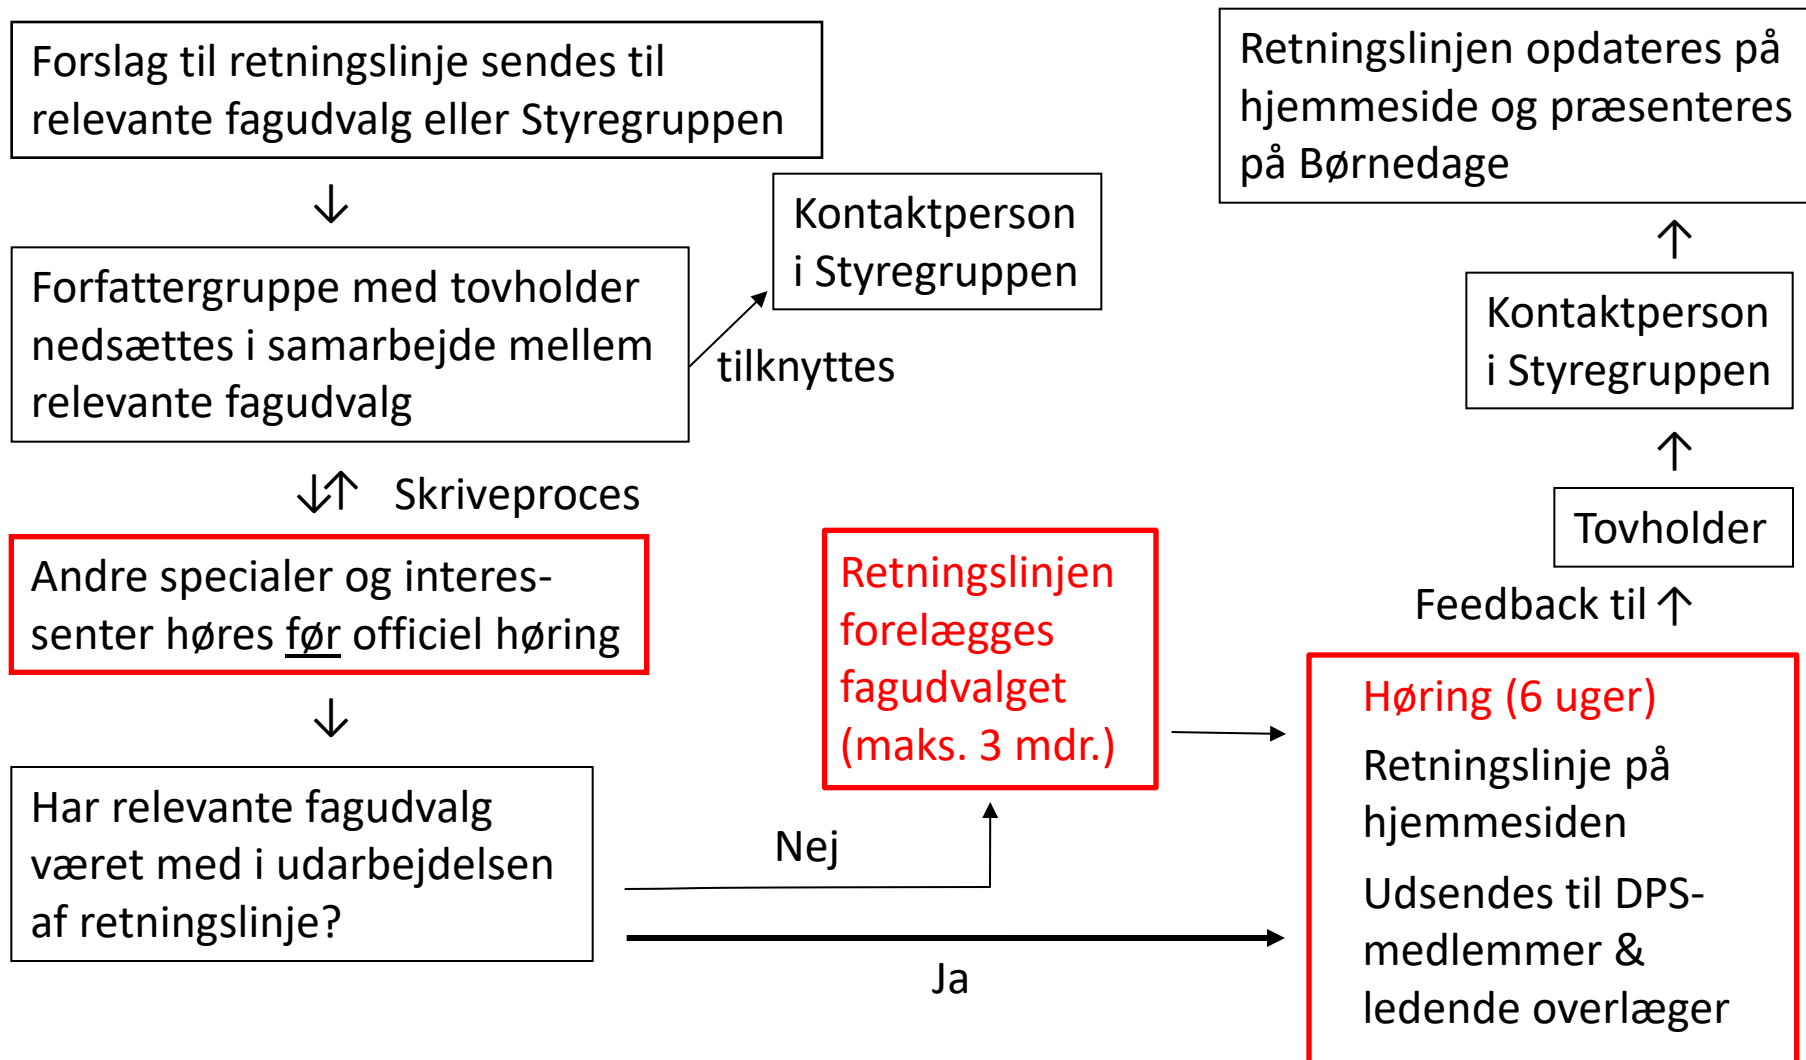 Forslag til retningslinje sendes til
relevante fagudvalg eller Styregruppen
↓
Forfattergruppe med tovholder
nedsættes i samarbejde mellem
relevante fagudvalg
tilknyttes
Kontaktperson
i Styregruppen
↓↑ Skriveproces
Andre specialer og interes-
senter høres før officiel høring
↓
Har relevante fagudvalg
været med i udarbejdelsen
af retningslinje?
Nej
Ja
Retningslinjen
forelægges
fagudvalget
(maks. 3 mdr.)
Høring (6 uger)
Retningslinje på
hjemmesiden
Udsendes til DPS-
medlemmer &
ledende overlæger
Feedback til ↑
Tovholder
↑
Kontaktperson
i Styregruppen
↑
Retningslinjen opdateres på
hjemmeside og præsenteres
på Børnedage